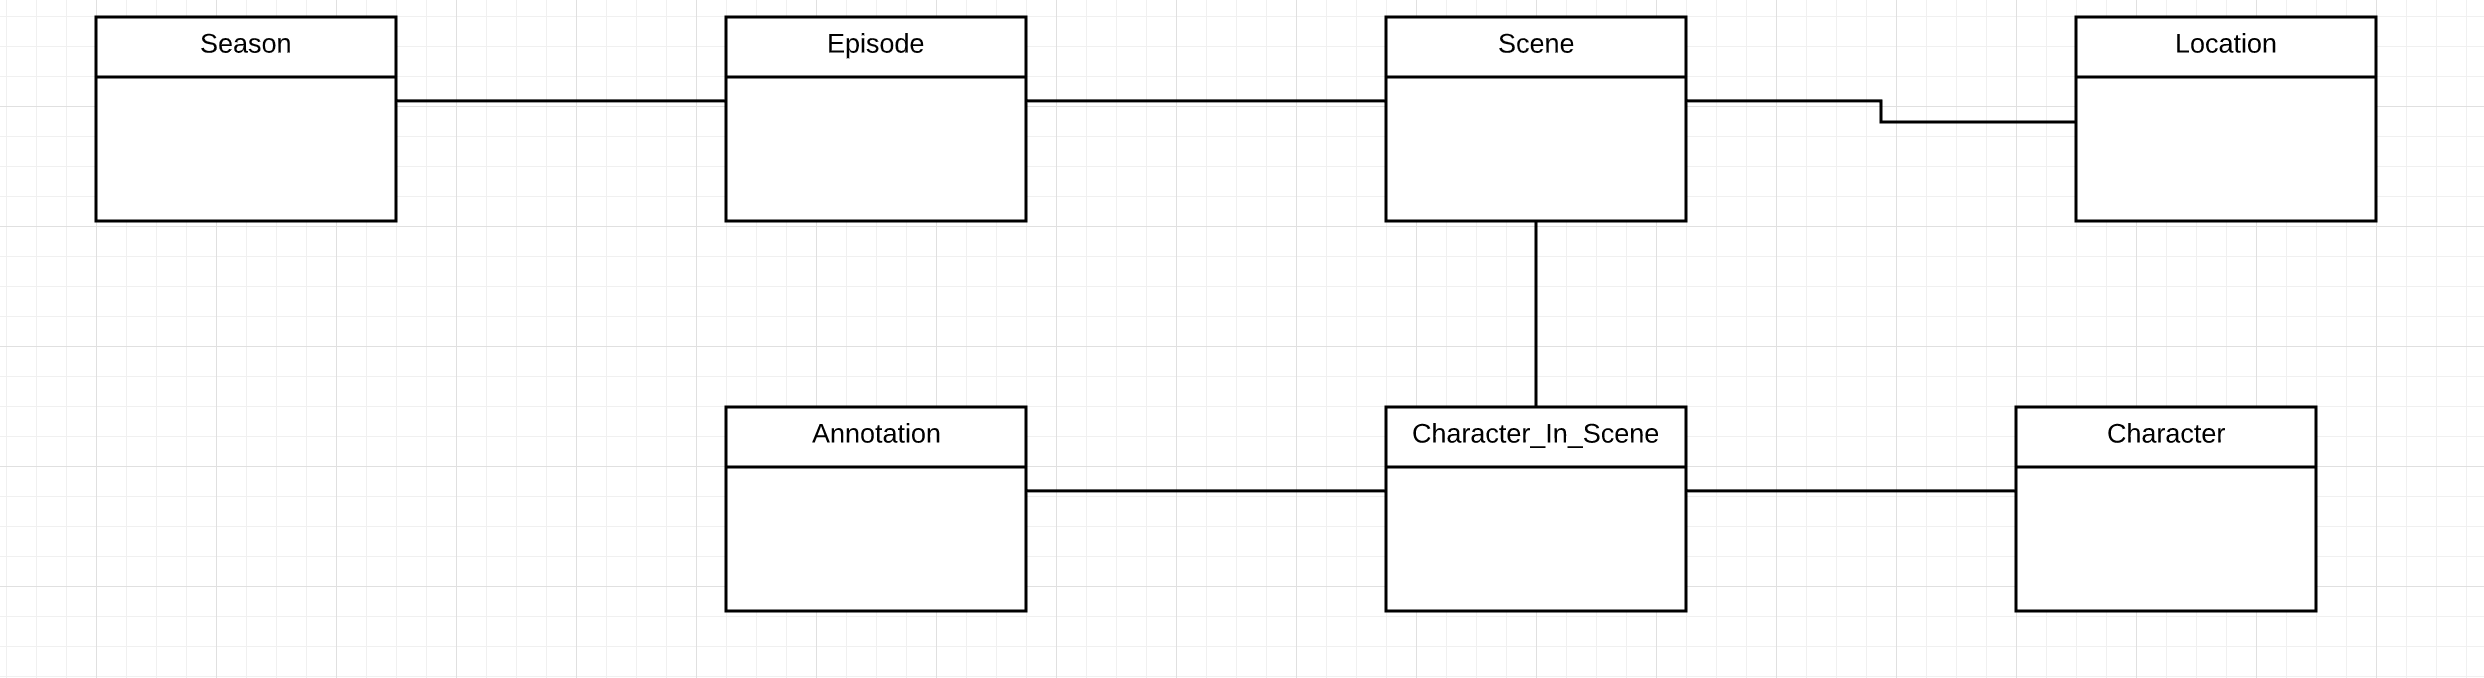 Season
Episode
Scene
Location
Annotation
Character_In_Scene
Character